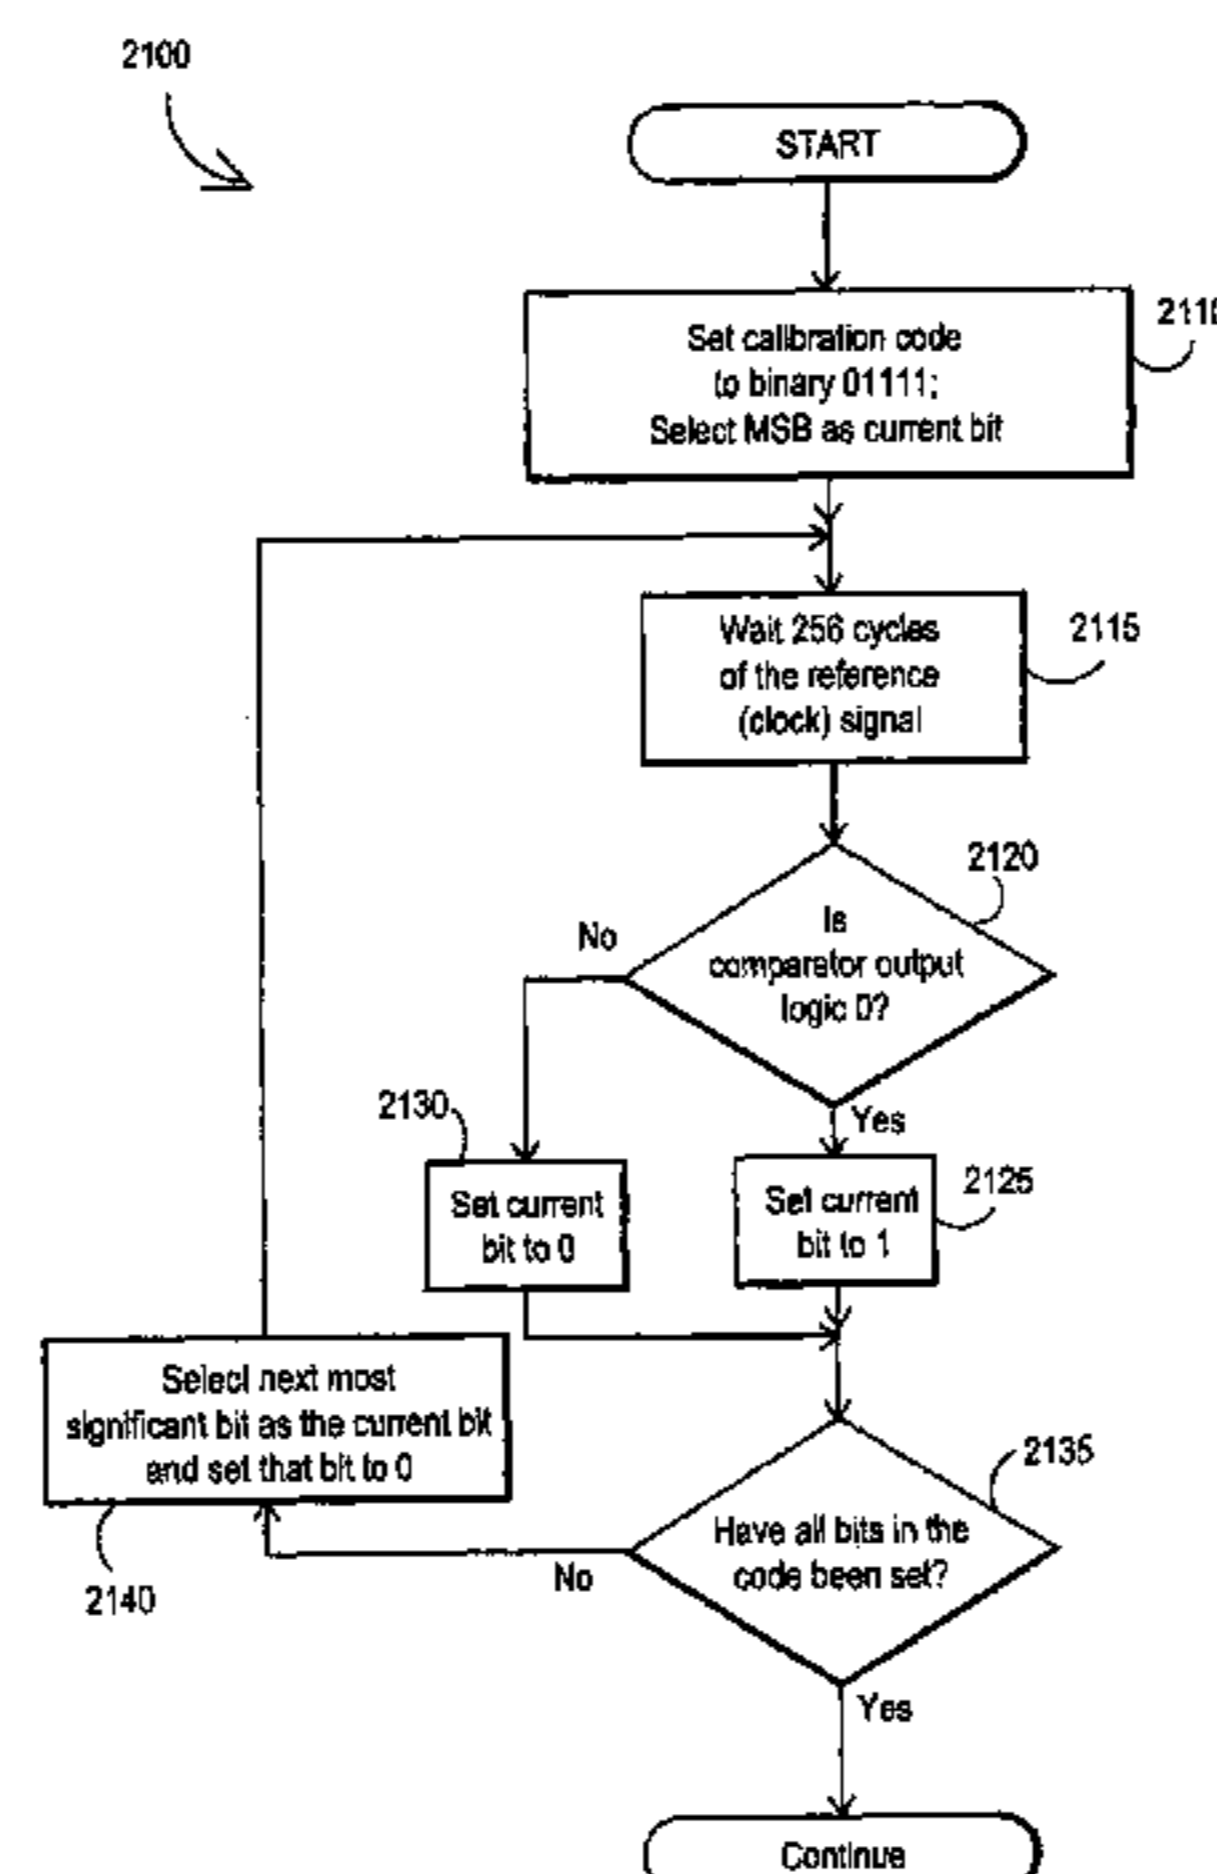 2100
START
Set calibration code
to binary 01111;
Select MSB as current bit
Wait 256 cycles
of the reference
(clock) signal
2115
2120
Is
comparator output
logic 0?
No
Yes
2130
Set current
bit to 0
Set current
bit to 1
2125
Select next most
significant bit as the current bit
and set that bit to 0
2140
2135
Have all bits in the
code been set?
No
Yes
Continue